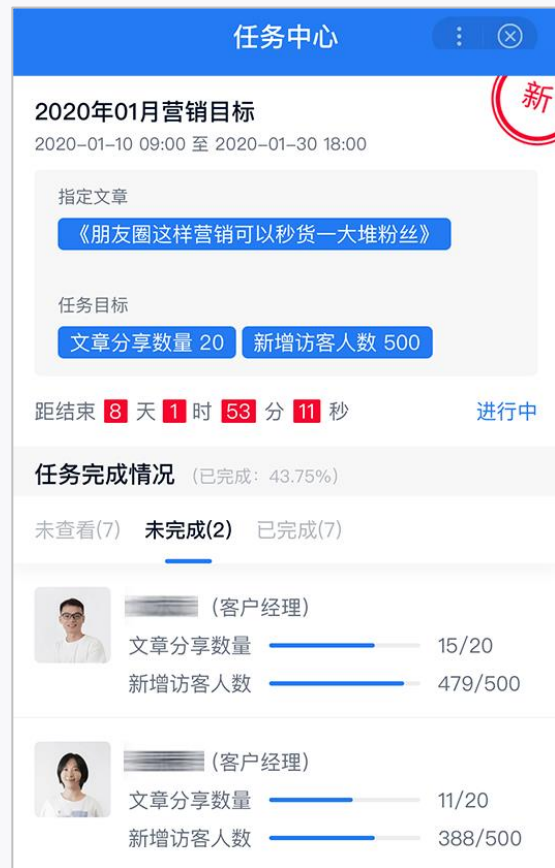 任务中心
新
2020年01月营销目标
2020-01-10 09:00 至 2020-01-30 18:00
指定文章
《朋友圈这样营销可以秒货一大堆粉丝》
任务目标
文章分享数量 20 新增访客人数 500
距结束 8 天 1 时 53 分 11 秒 进行中
任务完成情况 (已完成: 43.75%)
未查看(7) 未完成(2) 已完成(7)
(客户经理)
文章分享数量 15/20
新增访客人数 479/500
(客户经理)
文章分享数量 11/20
新增访客人数 388/500